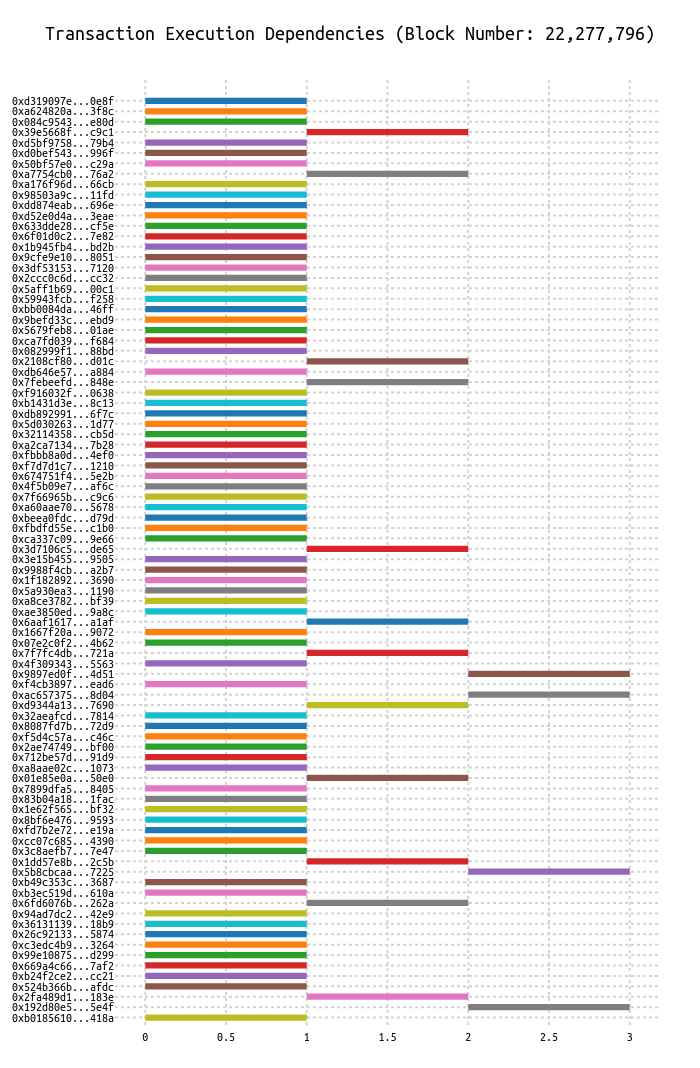 Transaction Execution Dependencies (Block Number: 22,277,796)
0xd319097e...0e8f
0xa624820a...3f8c
0x084c9543...e80d
0x39e5668f...c9c1
0xd5bf9758...79b4
0xd0bef543...996f
0x50bf57e0...c29a
0xa7754cb0...76a2
0xa176f96d...66cb
0x98503a9c...11fd
0xdd874eab...696e
0xd52e0d4a...3eae
0x633dde28...cf5e
0x6f01d0c2...7e82
0x1b945fb4...bd2b
0x9cfe9e10...8051
0x3df53153...7120
0x2ccc0c6d...cc32
0x5aff1b69...00c1
0x59943fcb...f258
0xbb0084da...46ff
0x9befd33c...ebd9
0x5679feb8...01ae
0xca7fd039...f684
0x082999f1...88bd
0x2108cf80...d01c
0xdb646e57...a884
0x7febeefd...848e
0xf916032f...0638
0xb1431d3e...8c13
0xdb892991...6f7c
0x5d030263...1d77
0x32114358...cb5d
0xa2ca7134...7b28
0xfbbb8a0d...4ef0
0xf7d7d1c7...1210
0x674751f4...5e2b
0x4f5b09e7...af6c
0x7f66965b...c9c6
0xa60aae70...5678
0xbeea0fdc...d79d
0xfbdfd55e...c1b0
0xca337c09...9e66
0x3d7106c5...de65
0x3e15b455...9505
0x9988f4cb...a2b7
0x1f182892...3690
0x5a930ea3...1190
0xa8ce3782...bf39
0xae3850ed...9a8c
0x6aaf1617...a1af
0x1667f20a...9072
0x07e2c0f2...4b62
0x7f7fc4db...721a
0x4f309343...5563
0x9897ed0f...4d51
0xf4cb3897...ead6
0xac657375...8d04
0xd9344a13...7690
0x32aeafcd...7814
0x8087fd7b...72d9
0xf5d4c57a...c46c
0x2ae74749...bf00
0x712be57d...91d9
0xa8aae02c...1073
0x01e85e0a...50e0
0x7899dfa5...8405
0x83b04a18...1fac
0x1e62f565...bf32
0x8bf6e476...9593
0xfd7b2e72...e19a
0xcc07c685...4390
0x3c8aefb7...7e47
0x1dd57e8b...2c5b
0x5b8cbcaa...7225
0xb49c353c...3687
0xb3ec519d...610a
0x6fd6076b...262a
0x94ad7dc2...42e9
0x36131139...18b9
0x26c92133...5874
0xc3edc4b9...3264
0x99e10875...d299
0x669a4c66...7af2
0xb24f2ce2...cc21
0x524b366b...afdc
0x2fa489d1...183e
0x192d80e5...5e4f
0xb0185610...418a
0 0.5 1 1.5 2 2.5 3